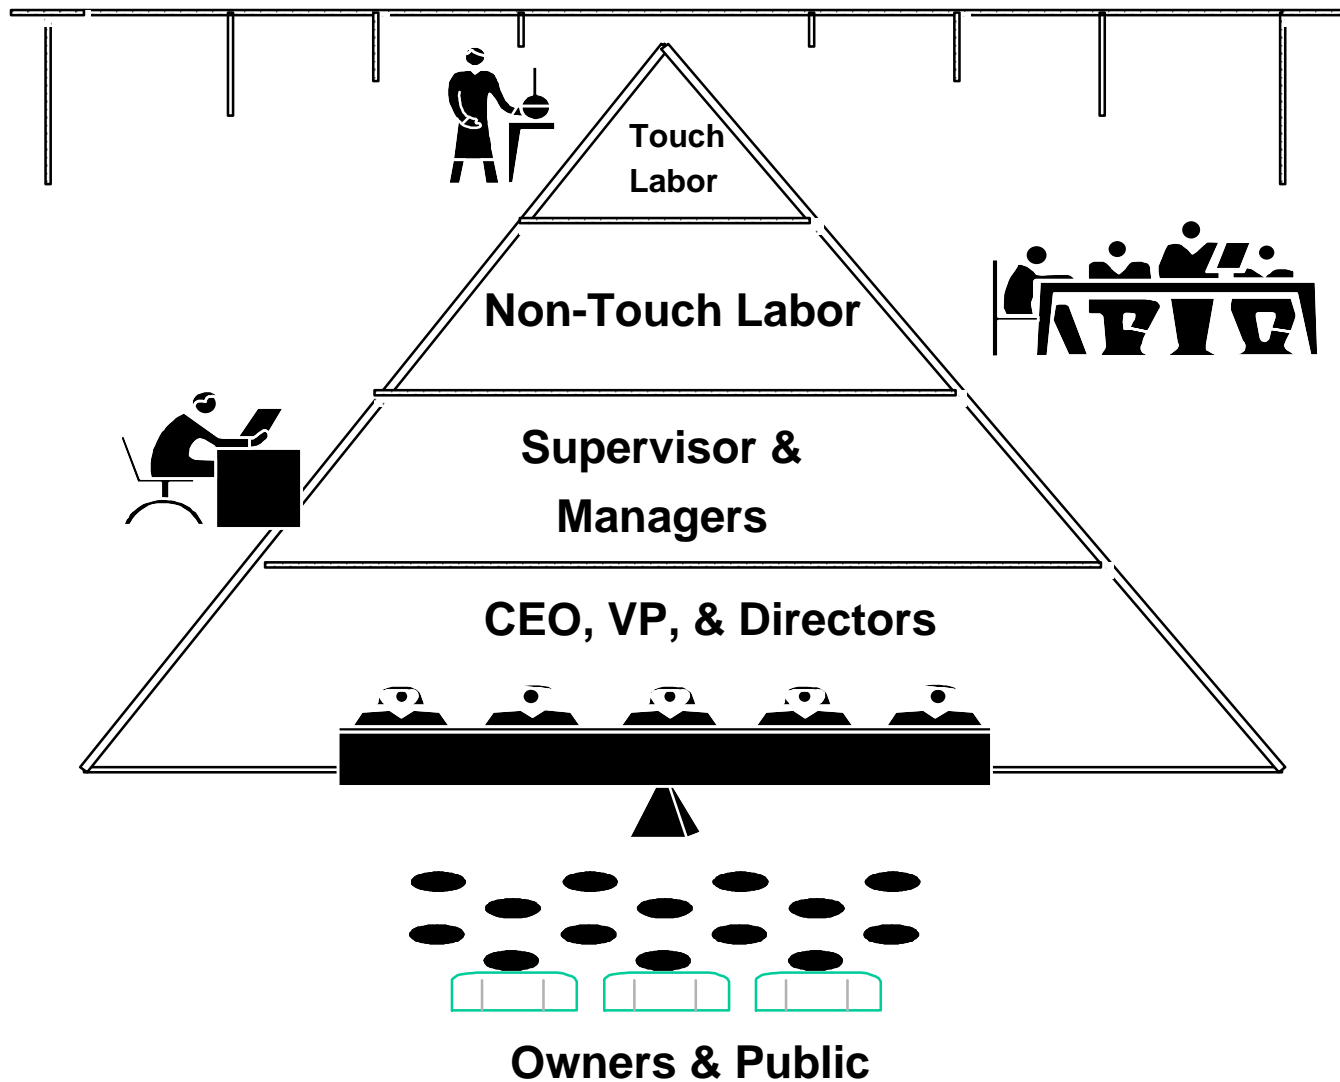 Touch
Labor
Non-Touch Labor
Supervisor &
Managers
CEO, VP, & Directors
Owners & Public